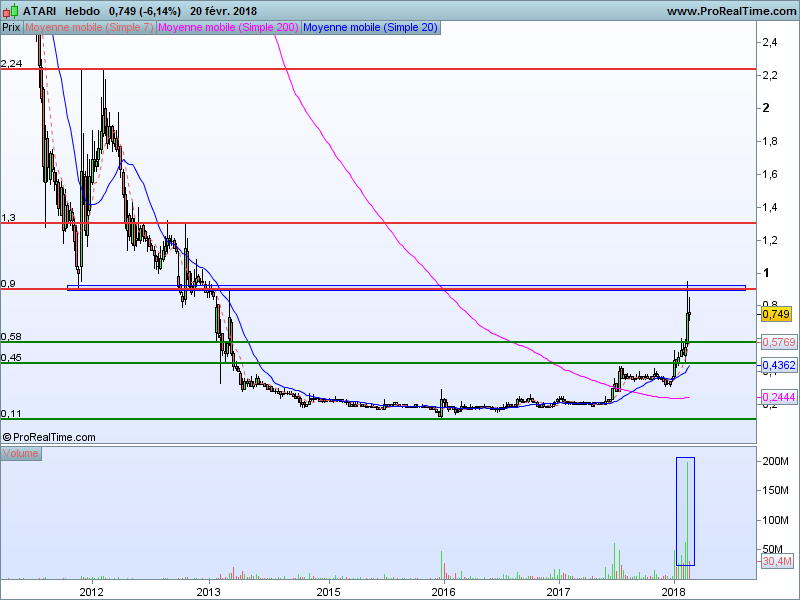 ATARI Hebdo 0,749 (-6,14%) 20 févr. 2018 www.ProRealTime.com
Prix Moyenne mobile (Simple 7) Moyenne mobile (Simple 200) Moyenne mobile (Simple 20)
2,4
2,24
2,2
2
1,8
1,6
1,4
1,3
1,2
1
0,9
0,8
0,749
0,58
0,5769
0,45
0,4362
0,2444
0,11
© ProRealTime.com
Volume
200M
150M
100M
50M
30,4M
2012 2013 2015 2016 2017 2018